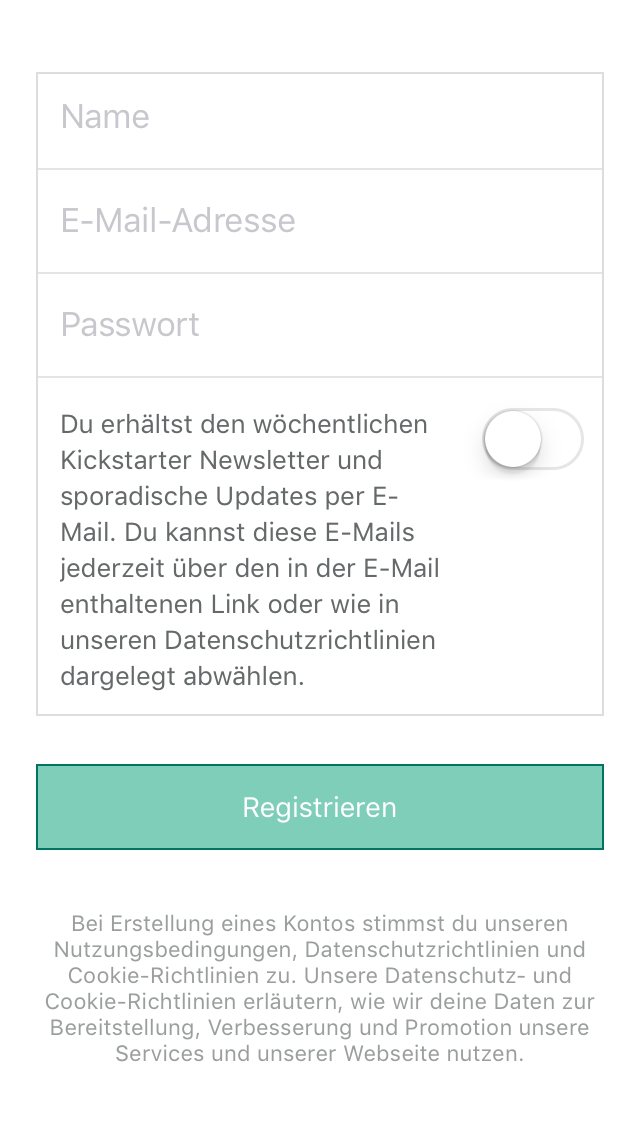 Name
E-Mail-Adresse
Passwort
Du erhältst den wöchentlichen
Kickstarter Newsletter und
sporadische Updates per E-
Mail. Du kannst diese E-Mails
jederzeit über den in der E-Mail
enthaltenen Link oder wie in
unseren Datenschutzrichtlinien
dargelegt abwählen.
Registrieren
Bei Erstellung eines Kontos stimmst du unseren
Nutzungsbedingungen, Datenschutzrichtlinien und
Cookie-Richtlinien zu. Unsere Datenschutz- und
Cookie-Richtlinien erläutern, wie wir deine Daten zur
Bereitstellung, Verbesserung und Promotion unsere
Services und unserer Webseite nutzen.